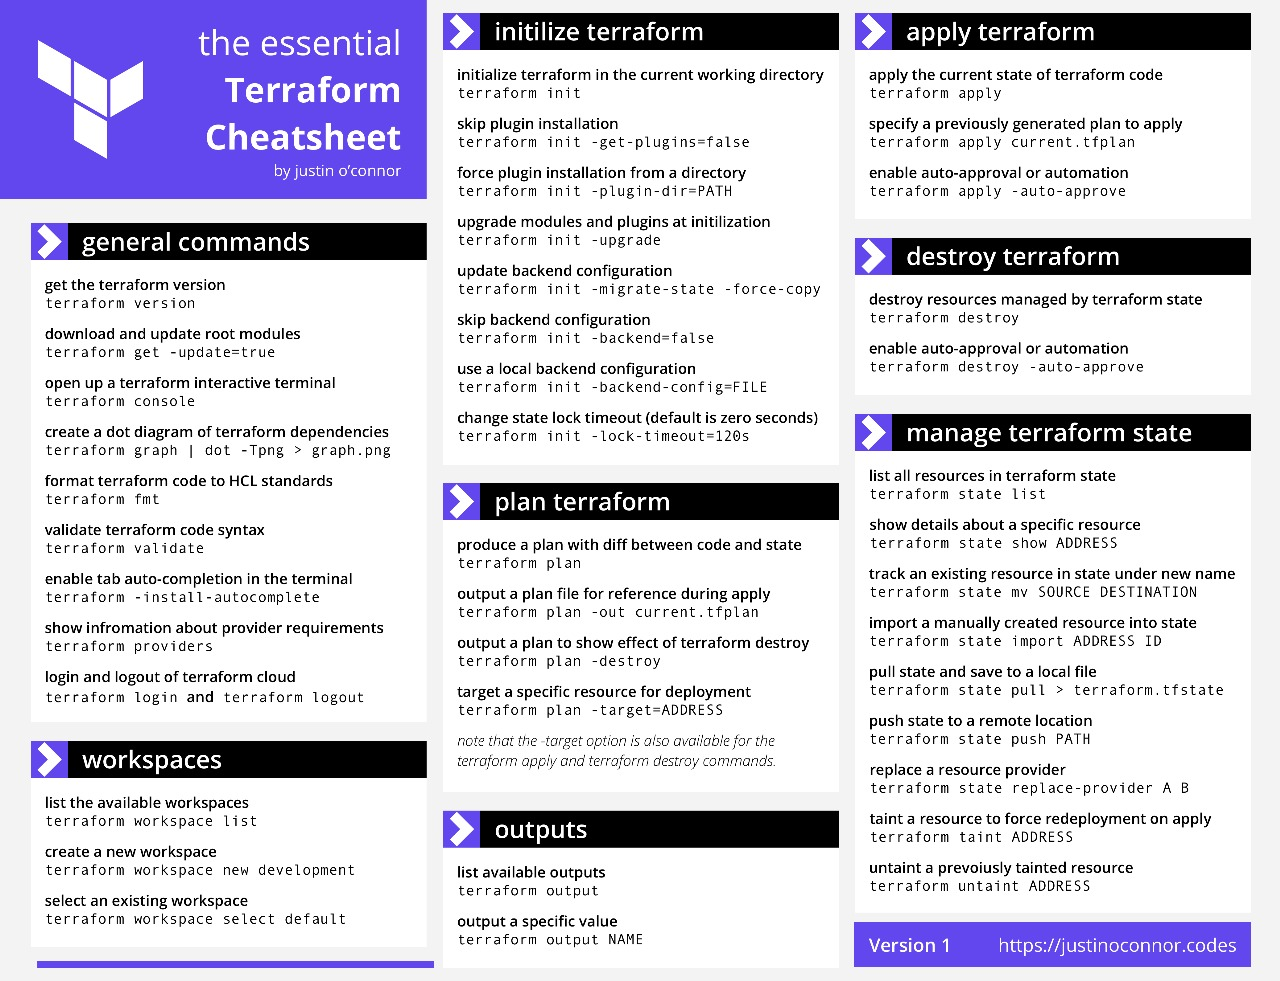 the essential
Terraform
Cheatsheet
by justin o’connor
general commands
get the terraform version
terraform version
download and update root modules
terraform get -update=true
open up a terraform interactive terminal
terraform console
create a dot diagram of terraform dependencies
terraform graph | dot -Tpng > graph.png
format terraform code to HCL standards
terraform fmt
validate terraform code syntax
terraform validate
enable tab auto-completion in the terminal
terraform -install-autocomplete
show infromation about provider requirements
terraform providers
login and logout of terraform cloud
terraform login and terraform logout
workspaces
list the available workspaces
terraform workspace list
create a new workspace
terraform workspace new development
select an existing workspace
terraform workspace select default
initilize terraform
initialize terraform in the current working directory
terraform init
skip plugin installation
terraform init -get-plugins=false
force plugin installation from a directory
terraform init -plugin-dir=PATH
upgrade modules and plugins at initilization
terraform init -upgrade
update backend configuration
terraform init -migrate-state -force-copy
skip backend configuration
terraform init -backend=false
use a local backend configuration
terraform init -backend-config=FILE
change state lock timeout (default is zero seconds)
terraform init -lock-timeout=120s
plan terraform
produce a plan with diff between code and state
terraform plan
output a plan file for reference during apply
terraform plan -out current.tfplan
output a plan to show effect of terraform destroy
terraform plan -destroy
target a specific resource for deployment
terraform plan -target=ADDRESS
note that the -target option is also available for the
terraform apply and terraform destroy commands.
outputs
list available outputs
terraform output
output a specific value
terraform output NAME
apply terraform
apply the current state of terraform code
terraform apply
specify a previously generated plan to apply
terraform apply current.tfplan
enable auto-approval or automation
terraform apply -auto-approve
destroy terraform
destroy resources managed by terraform state
terraform destroy
enable auto-approval or automation
terraform destroy -auto-approve
manage terraform state
list all resources in terraform state
terraform state list
show details about a specific resource
terraform state show ADDRESS
track an existing resource in state under new name
terraform state mv SOURCE DESTINATION
import a manually created resource into state
terraform state import ADDRESS ID
pull state and save to a local file
terraform state pull > terraform.tfstate
push state to a remote location
terraform state push PATH
replace a resource provider
terraform state replace-provider A B
taint a resource to force redeployment on apply
terraform taint ADDRESS
untaint a prevoiusly tainted resource
terraform untaint ADDRESS
Version 1 https://justinoconnor.codes